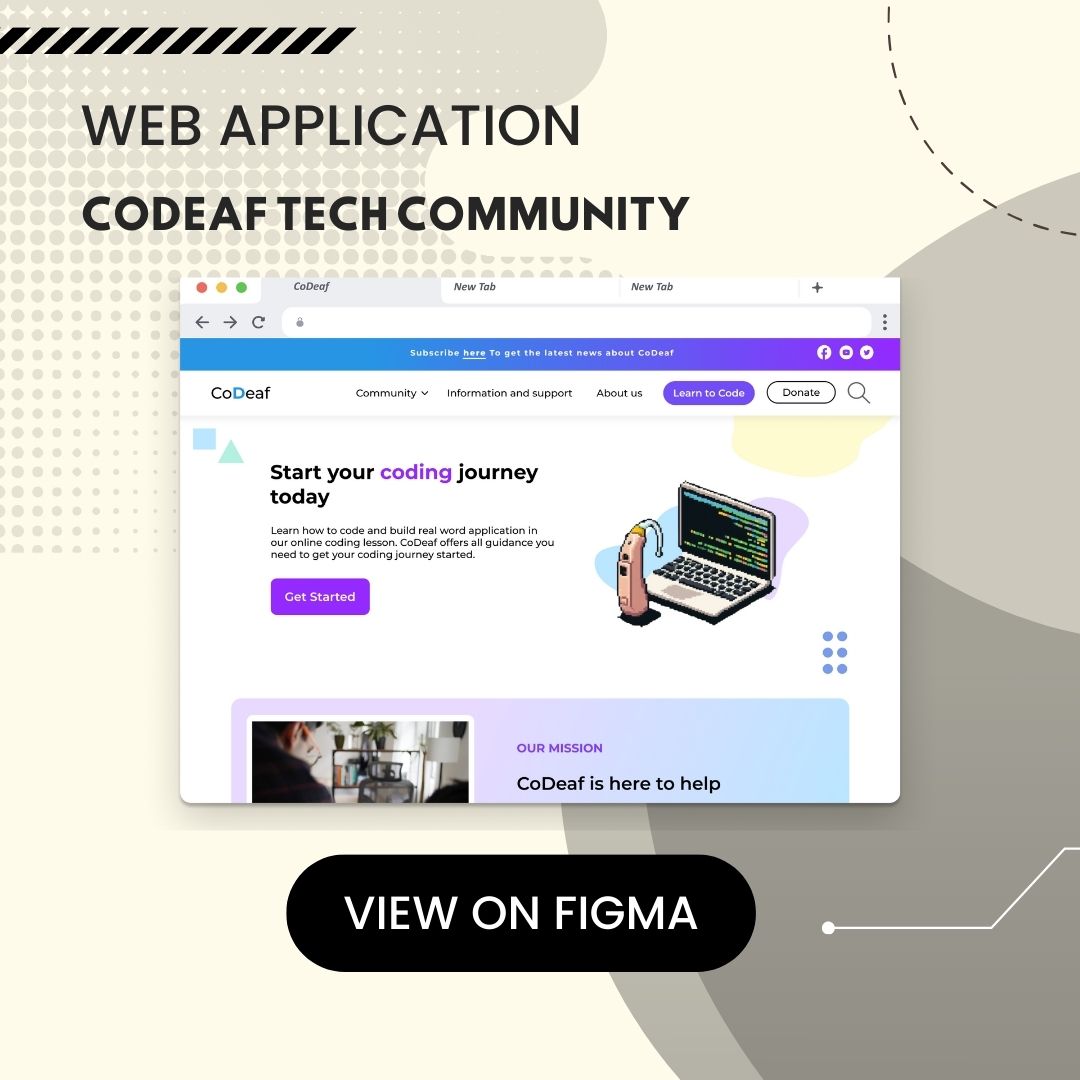 WEB APPLICATION
CODEAF TECH COMMUNITY
CoDeaf
New Tab
New Tab
Subscribe here To get the latest news about CoDeaf
CoDeaf
Community
Information and support
About us
Learn to Code
Donate
Start your coding journey
today
Learn how to code and build real word application in
our online coding lesson. CoDeaf offers all guidance you
need to get your coding journey started.
Get Started
OUR MISSION
CoDeaf is here to help
VIEW ON FIGMA